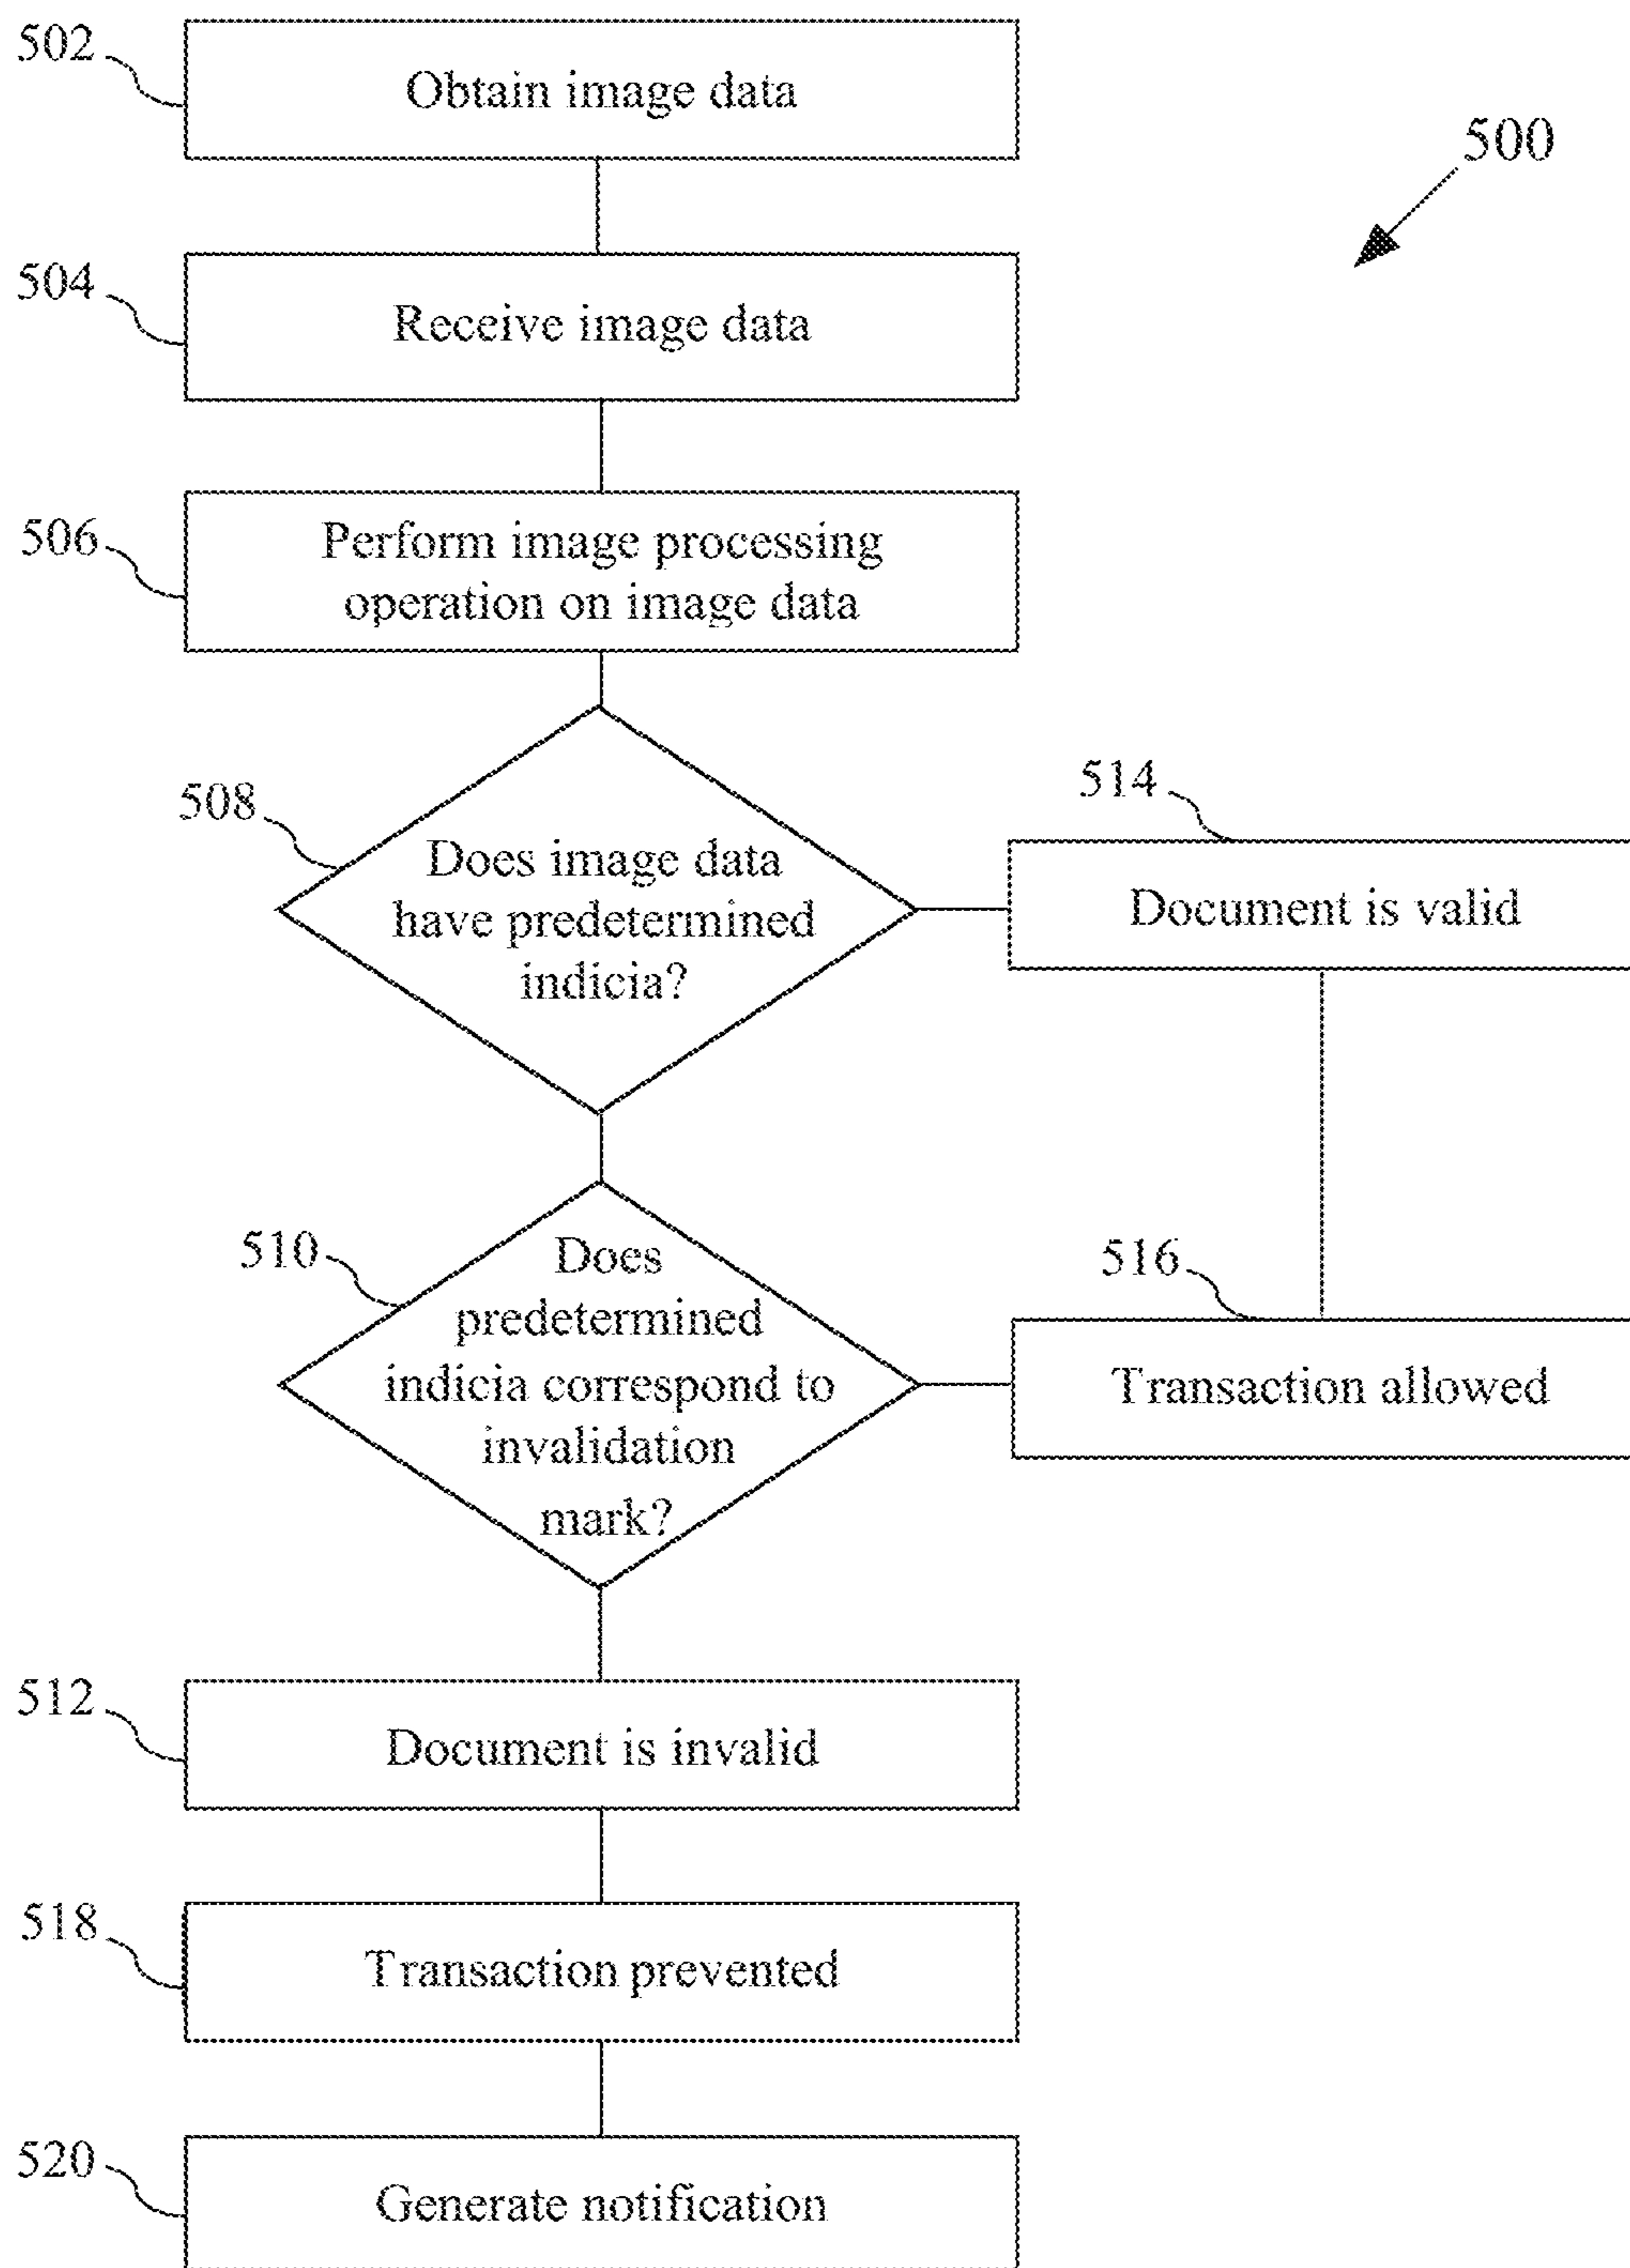 502
Obtain image data
500
504
Receive image data
506
Perform image processing
operation on image data
508
Does image data
have predetermined
indicia?
514
Document is valid
510
Does
predetermined
indicia correspond to
invalidation
mark?
516
Transaction allowed
512
Document is invalid
518
Transaction prevented
520
Generate notification